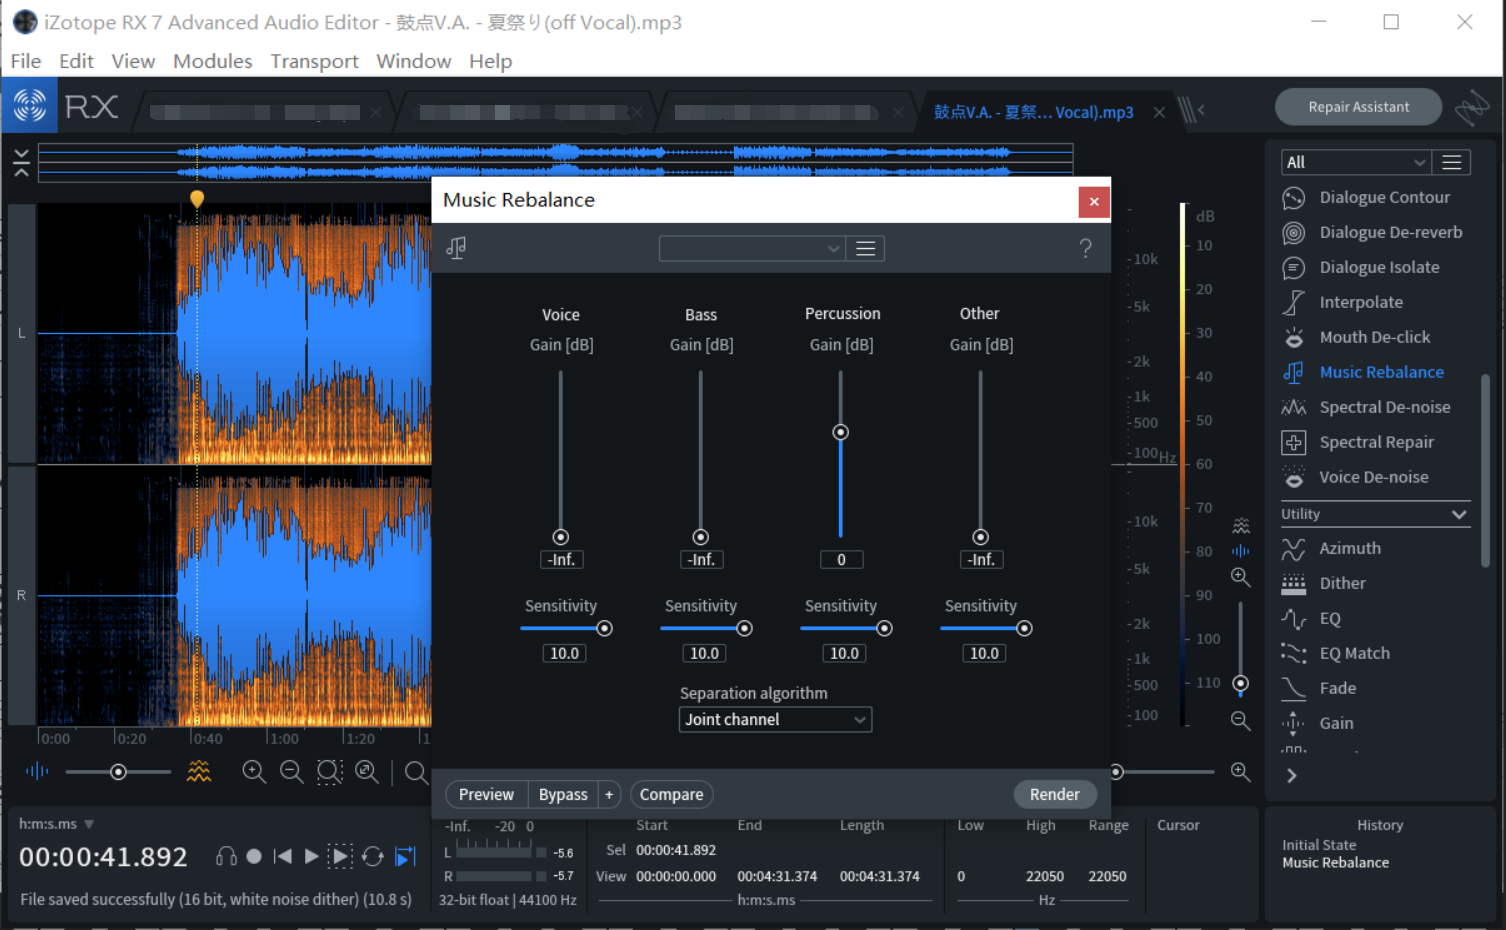 iZotope RX 7 Advanced Audio Editor - 鼓点V.A. - 夏祭り(off Vocal).mp3
File Edit View Modules Transport Window Help
RX
鼓点V.A. - 夏祭... Vocal).mp3
Repair Assistant
All
Dialogue Contour
Dialogue De-reverb
Dialogue Isolate
Interpolate
Mouth De-click
Music Rebalance
Spectral De-noise
Spectral Repair
Voice De-noise
Utility
Azimuth
Dither
EQ
EQ Match
Fade
Gain
Music Rebalance
?
Voice Bass Percussion Other
Gain [dB] Gain [dB] Gain [dB] Gain [dB]
-Inf. -Inf. 0 -Inf.
Sensitivity Sensitivity Sensitivity Sensitivity
10.0 10.0 10.0 10.0
Separation algorithm
Joint channel
Preview Bypass + Compare Render
L
R
0:00 0:20 0:40 1:00 1:20 1
-10k
-5k
-2k
-1k
-500
-100 Hz
-10k
-5k
-2k
-1k
-500
-100
dB
10
20
30
40
50
60
70
80
90
100
110
h:m:s.ms
00:00:41.892
File saved successfully (16 bit, white noise dither) (10.8 s)
-Inf. -20 0
L -5.6
R -5.7
32-bit float | 44100 Hz
Start End Length
Sel 00:00:41.892
View 00:00:00.000 00:04:31.374 00:04:31.374
h:m:s.ms
Low High Range
0 22050 22050
Hz
Cursor
History
Initial State
Music Rebalance